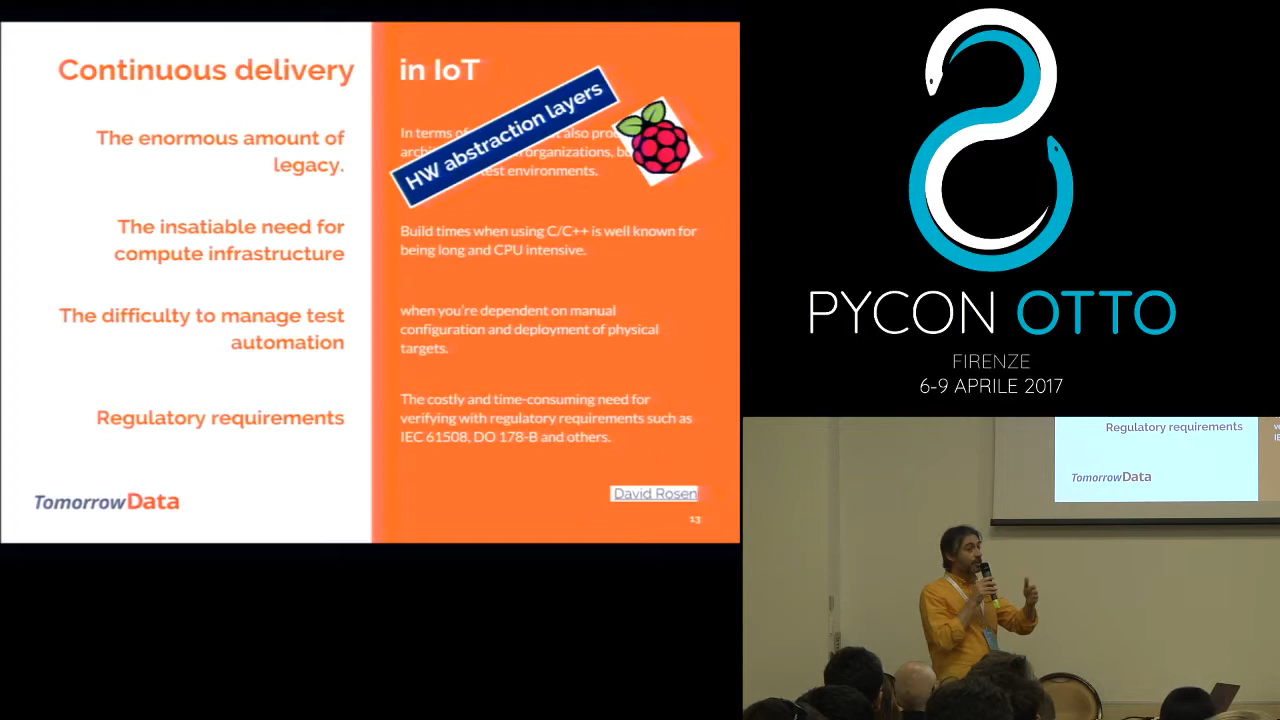 Continuous delivery in IoT
The enormous amount of
legacy.
In terms of also
organizations,
test environments.
HW abstraction layers
The insatiable need for
compute infrastructure
Build times when using C/C++ is well known for
being long and CPU intensive.
The difficulty to manage test
automation
when you're dependent on manual
configuration and deployment of physical
targets.
Regulatory requirements
The costly and time-consuming need for
verifying with regulatory requirements such as
IEC 61508, DO 178-B and others.
TomorrowData
David Rosen
13
PYCON OTTO
FIRENZE
6-9 APRILE 2017
Regulatory requirements
TomorrowData